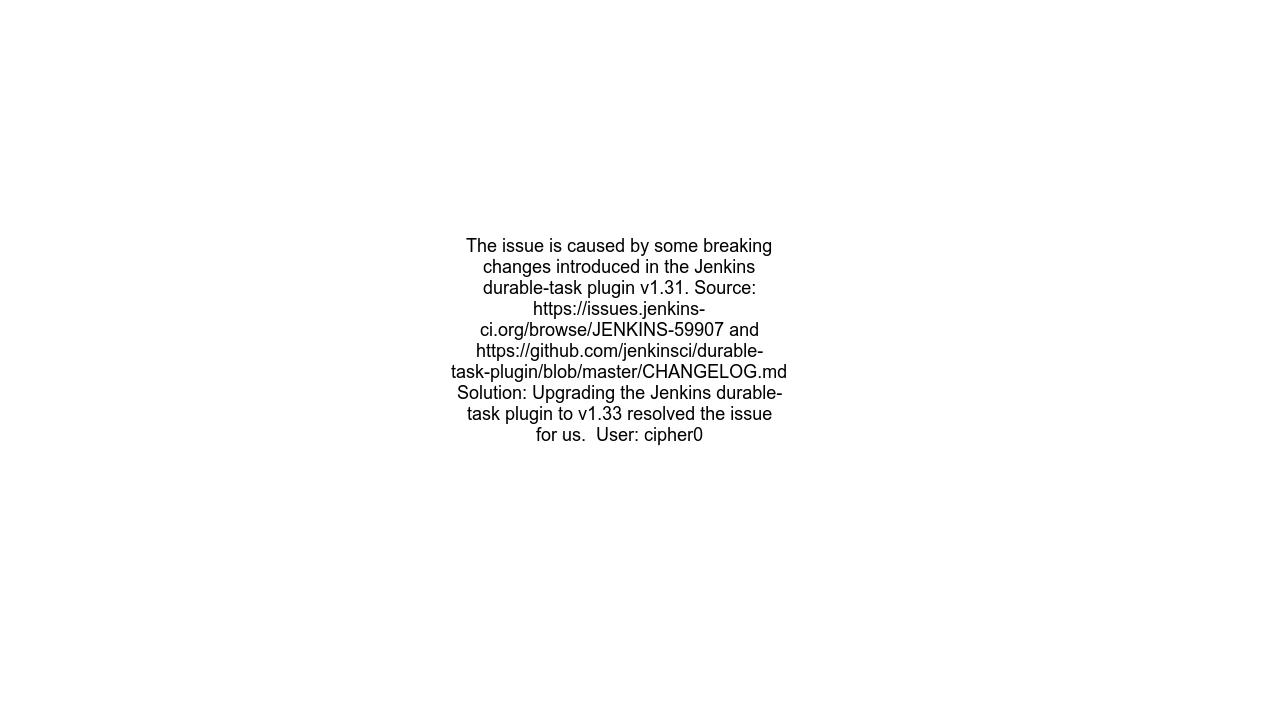 The issue is caused by some breaking
changes introduced in the Jenkins
durable-task plugin v1.31. Source:
https://issues.jenkins-
ci.org/browse/JENKINS-59907 and
https://github.com/jenkinsci/durable-
task-plugin/blob/master/CHANGELOG.md
Solution: Upgrading the Jenkins durable-
task plugin to v1.33 resolved the issue
for us.  User: cipher0